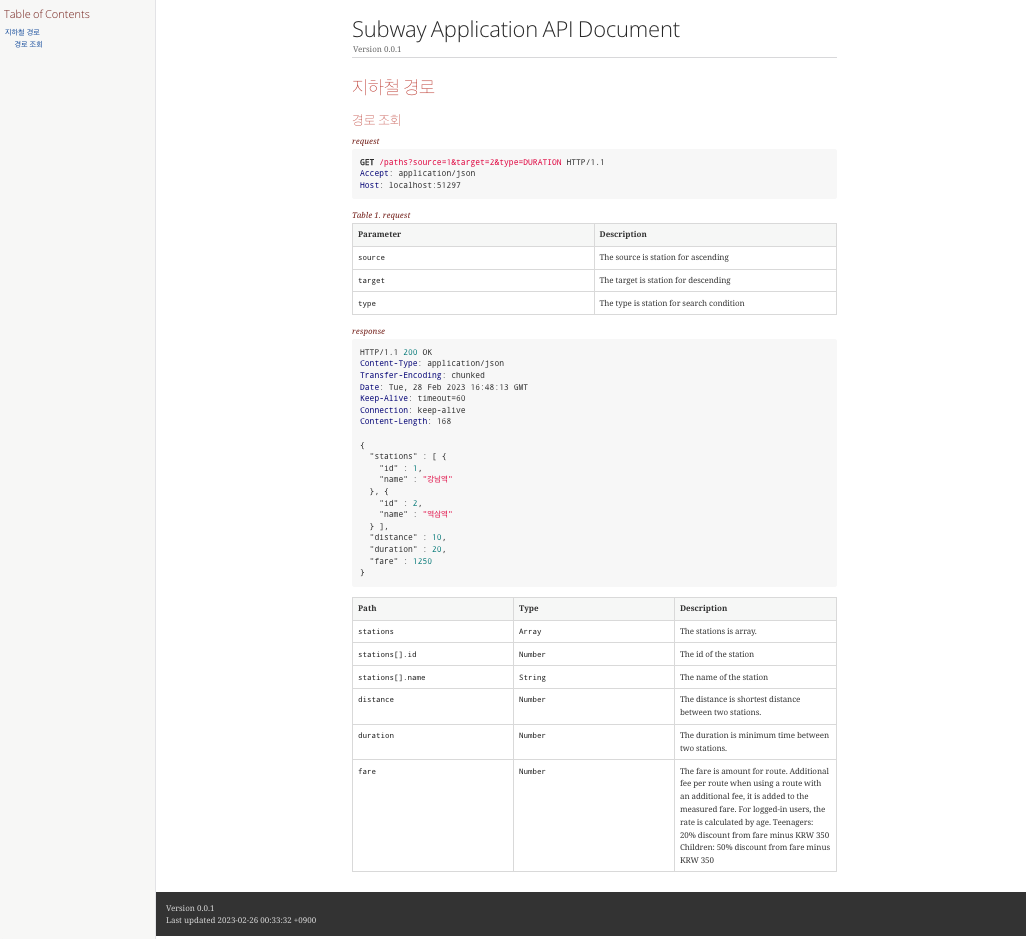 Table of Contents
지하철 경로
경로 조회
Subway Application API Document
Version 0.0.1
지하철 경로
경로 조회
request
GET /paths?source=1&target=2&type=DURATION HTTP/1.1
Accept: application/json
Host: localhost:51297
Table 1. request
Parameter Description
source The source is station for ascending
target The target is station for descending
type The type is station for search condition
response
HTTP/1.1 200 OK
Content-Type: application/json
Transfer-Encoding: chunked
Date: Tue, 28 Feb 2023 16:48:13 GMT
Keep-Alive: timeout=60
Connection: keep-alive
Content-Length: 168
{
"stations" : [ {
"id" : 1,
"name" : "강남역"
}, {
"id" : 2,
"name" : "역삼역"
} ],
"distance" : 10,
"duration" : 20,
"fare" : 1250
}
Path Type Description
stations Array The stations is array.
stations[].id Number The id of the station
stations[].name String The name of the station
distance Number The distance is shortest distance
between two stations.
duration Number The duration is minimum time between
two stations.
fare Number The fare is amount for route. Additional
fee per route when using a route with
an additional fee, it is added to the
measured fare. For logged-in users, the
rate is calculated by age. Teenagers:
20% discount from fare minus KRW 350
Children: 50% discount from fare minus
KRW 350
Version 0.0.1
Last updated 2023-02-26 00:33:32 +0900